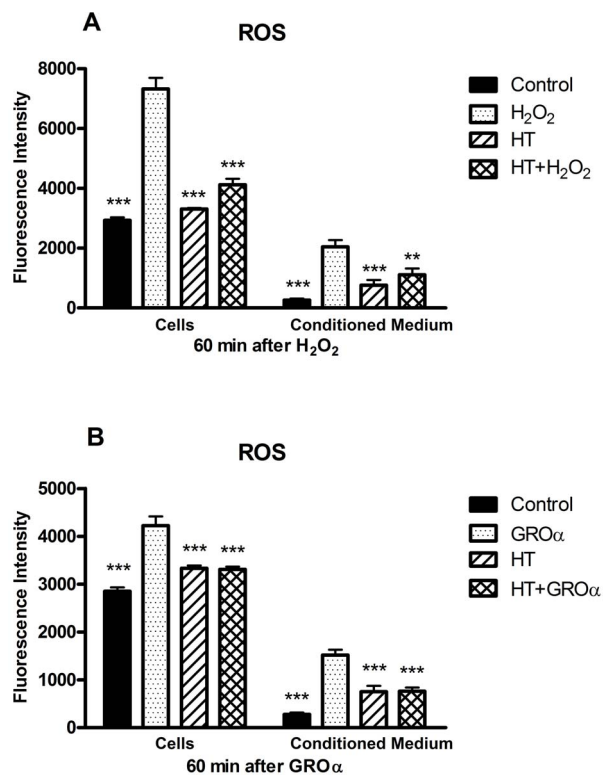 A
ROS
Fluorescence Intensity
8000
6000
4000
2000
0
***
***
***
***
***
**
Cells
Conditioned Medium
60 min after H₂O₂
Control
H₂O₂
HT
HT+H₂O₂
B
ROS
Fluorescence Intensity
5000
4000
3000
2000
1000
0
***
***
***
***
***
***
Cells
Conditioned Medium
60 min after GROα
Control
GROα
HT
HT+GROα